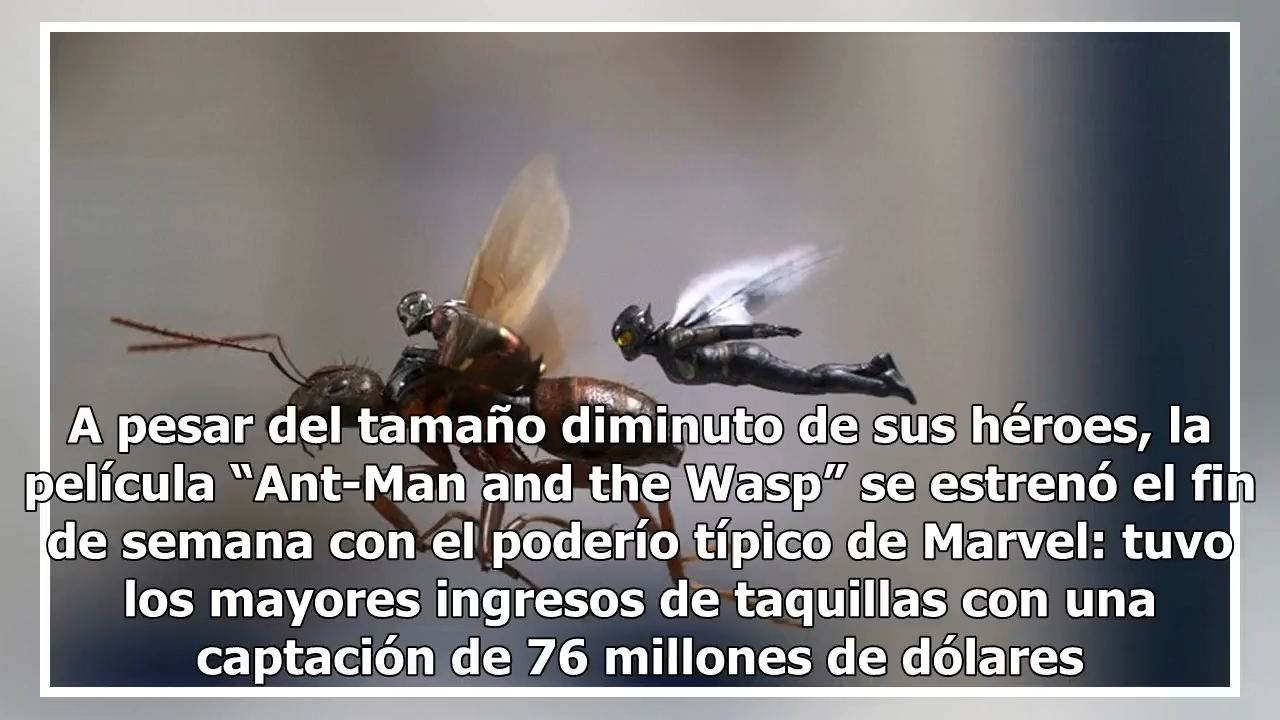 A pesar del tamaño diminuto de sus héroes, la
película “Ant-Man and the Wasp” se estrenó el fin
de semana con el poderío típico de Marvel: tuvo
los mayores ingresos de taquillas con una
captación de 76 millones de dólares